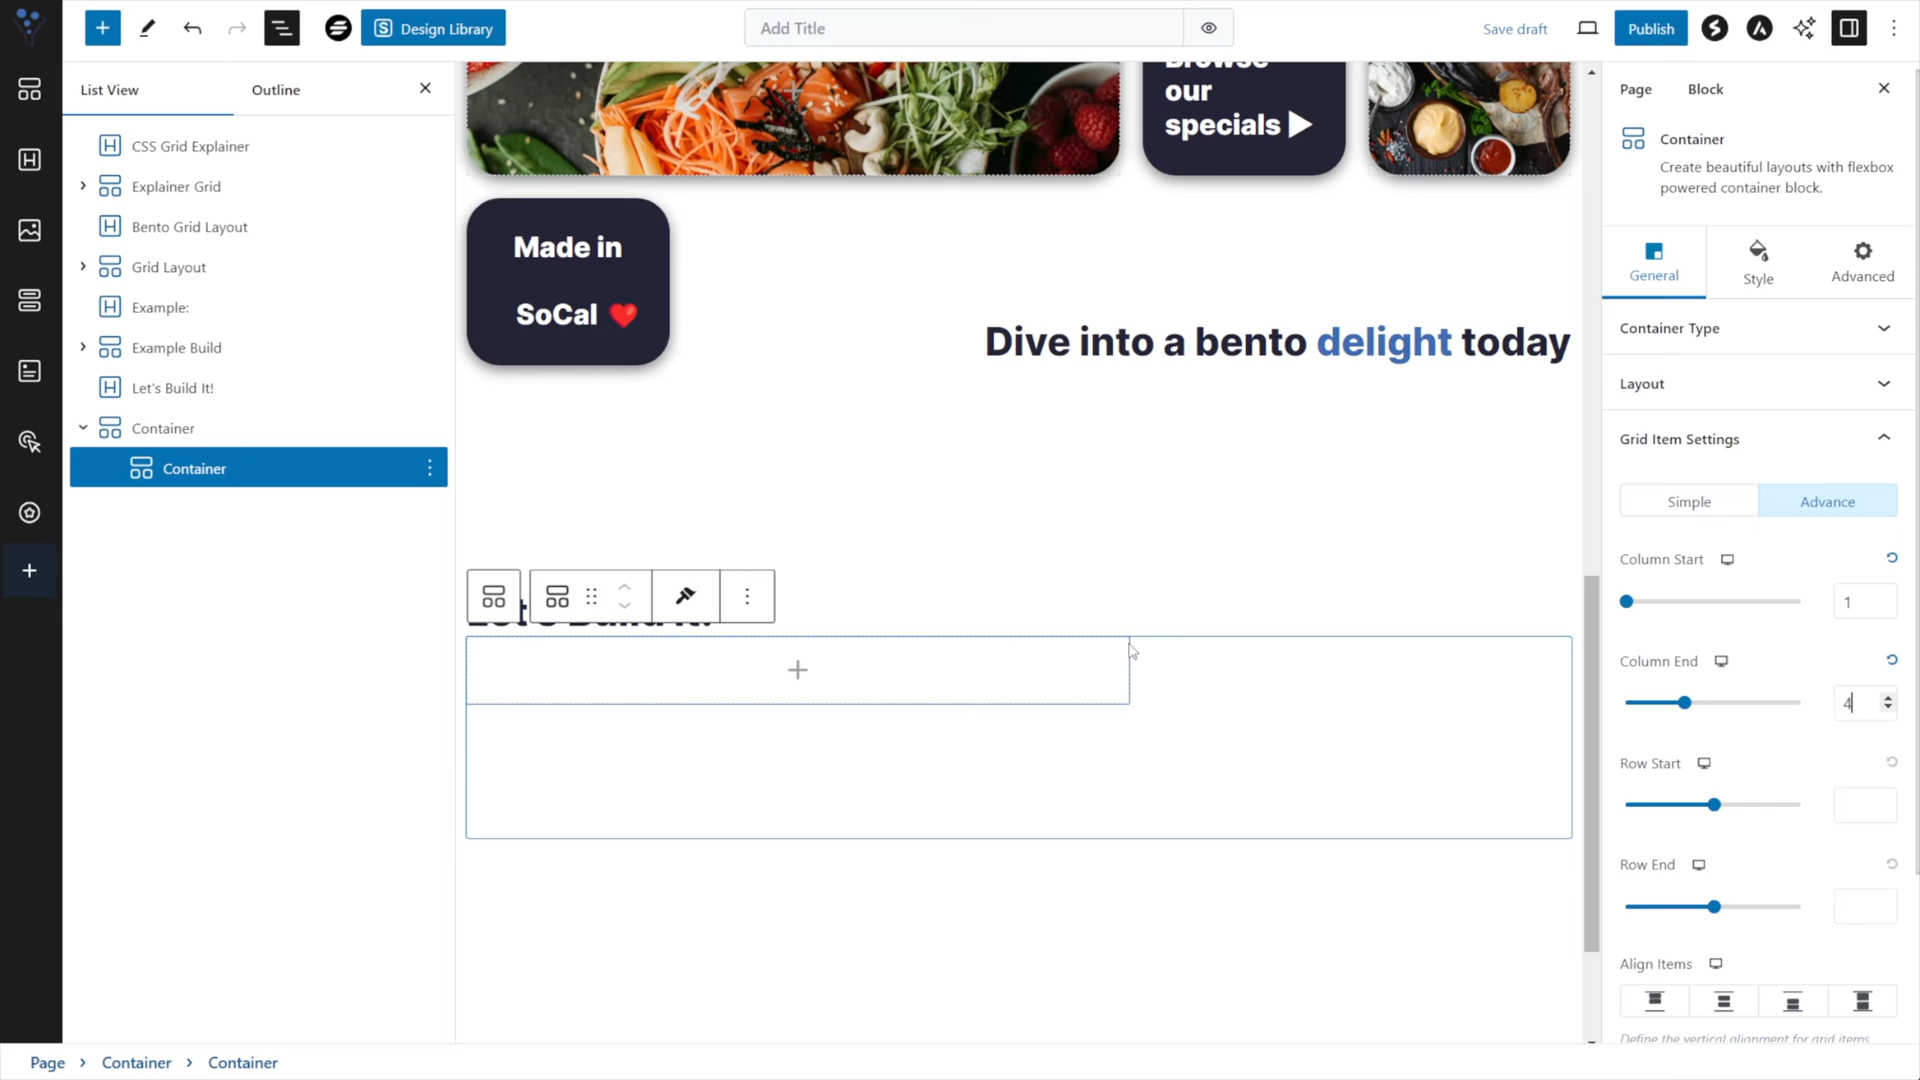 Design Library
Add Title
Save draft
Publish
List View
Outline
CSS Grid Explainer
Explainer Grid
Bento Grid Layout
Grid Layout
Example:
Example Build
Let's Build It!
Container
Container
Browse
our
specials
Made in
SoCal
Dive into a bento delight today
Let's Build It!
Page
Block
Container
Create beautiful layouts with flexbox
powered container block.
General
Style
Advanced
Container Type
Layout
Grid Item Settings
Simple
Advance
Column Start
1
Column End
4
Row Start
Row End
Align Items
Define the vertical alignment for grid items
Page
Container
Container